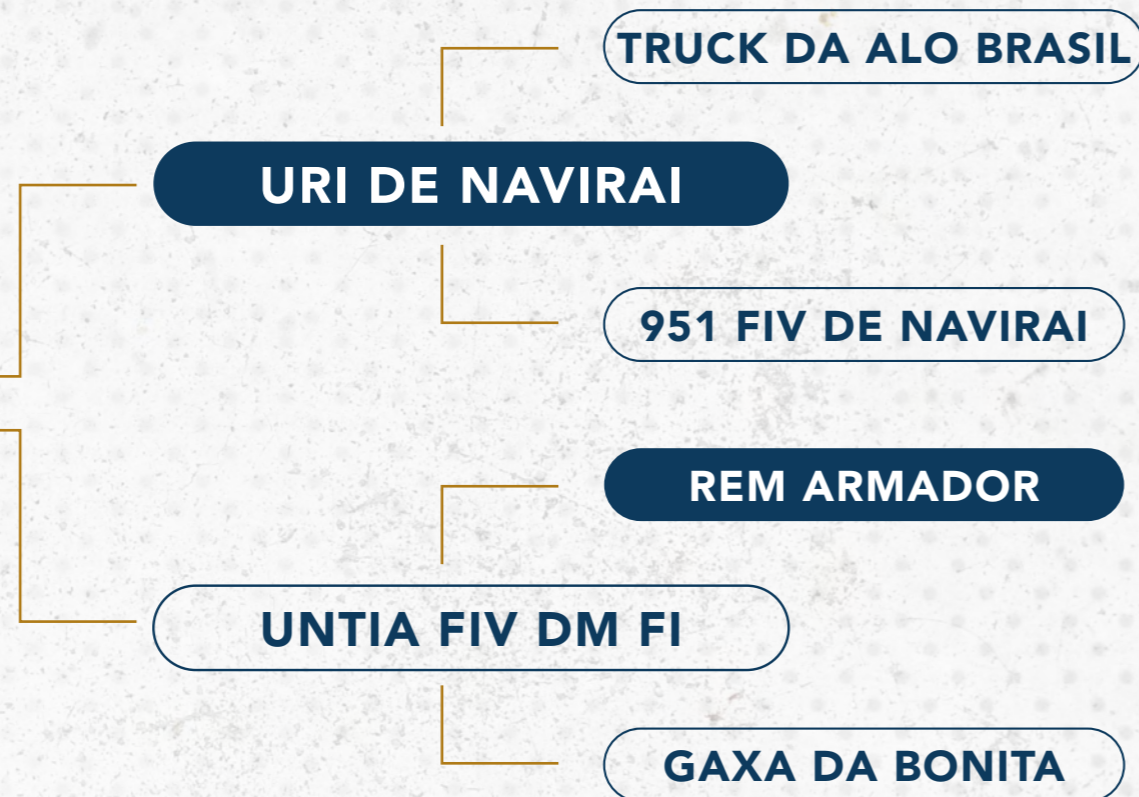 TRUCK DA ALO BRASIL
URI DE NAVIRAI
951 FIV DE NAVIRAI
REM ARMADOR
UNTIA FIV DM FI
GAXA DA BONITA